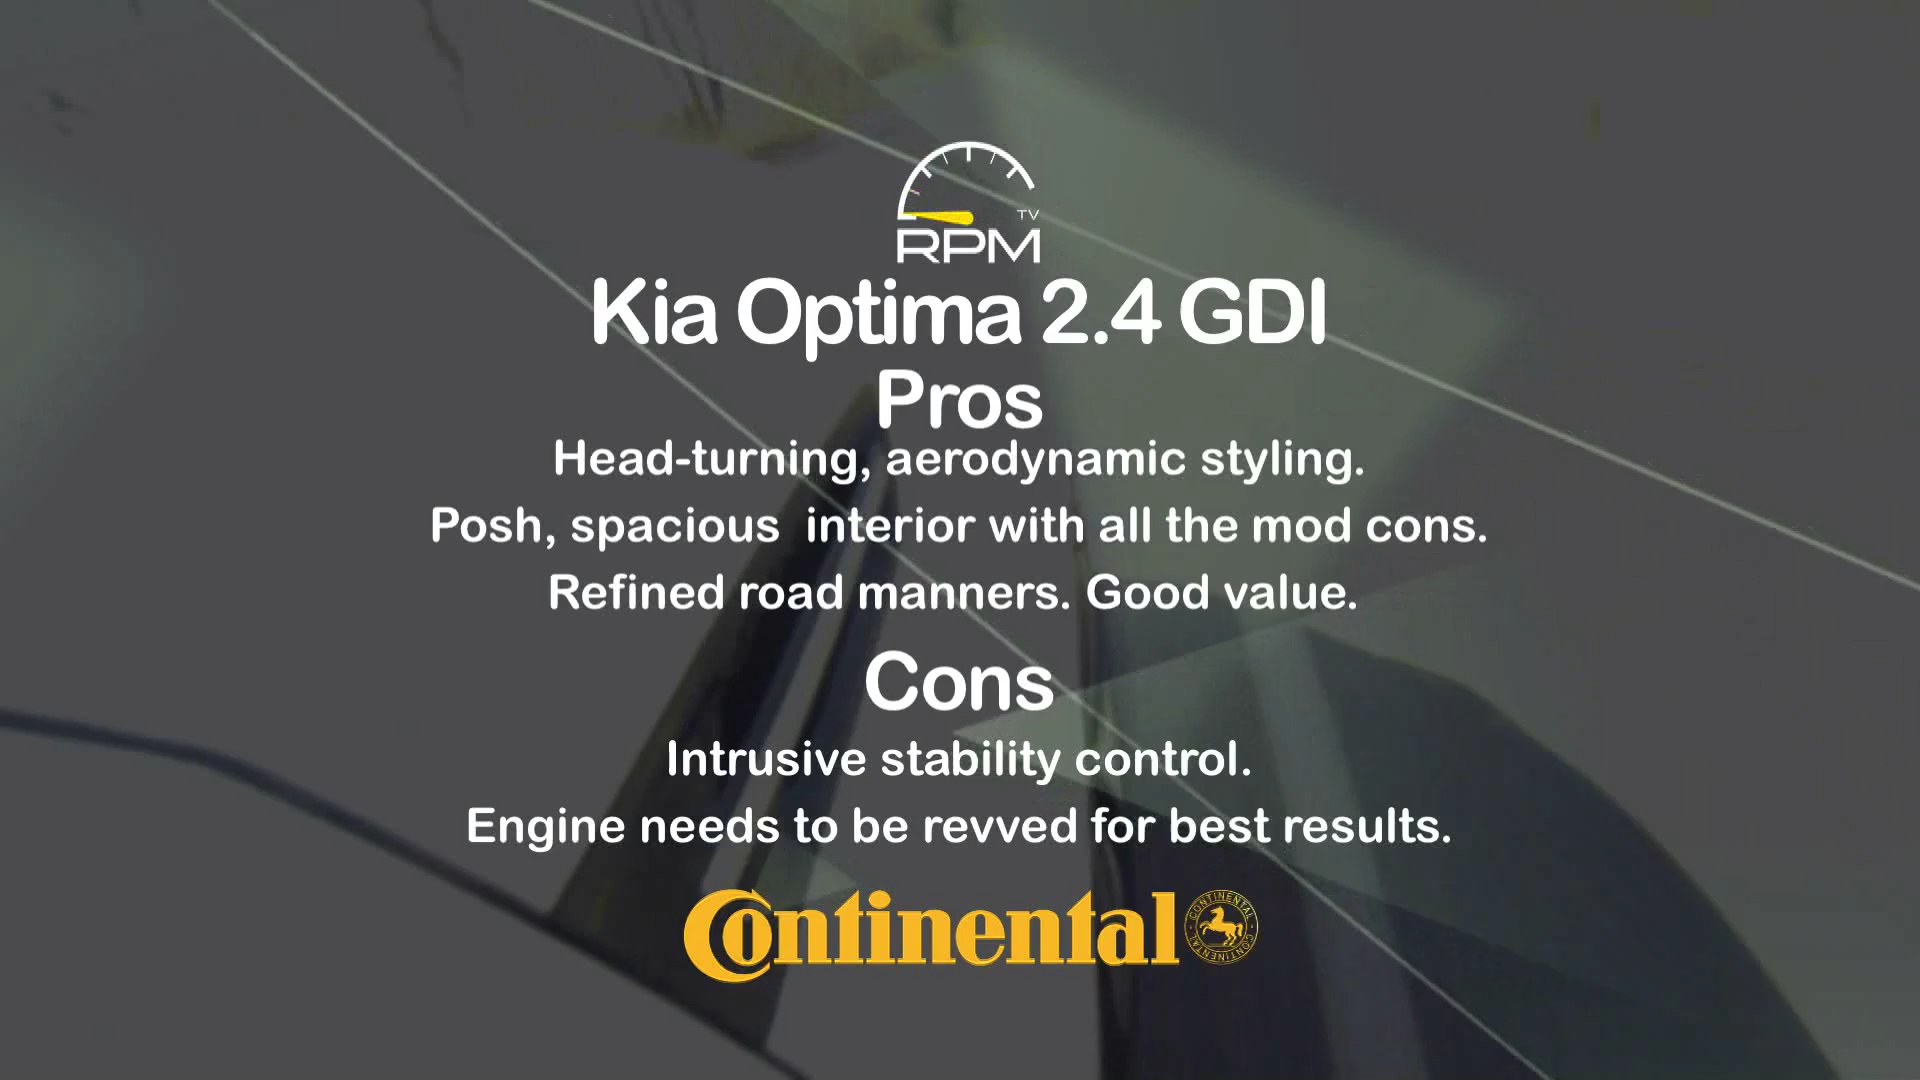 TV
RPM
Kia Optima 2.4 GDI
Pros
Head-turning, aerodynamic styling.
Posh, spacious  interior with all the mod cons.
Refined road manners. Good value.
Cons
Intrusive stability control.
Engine needs to be revved for best results.
Continental
CONTINENTAL CONTINENTAL